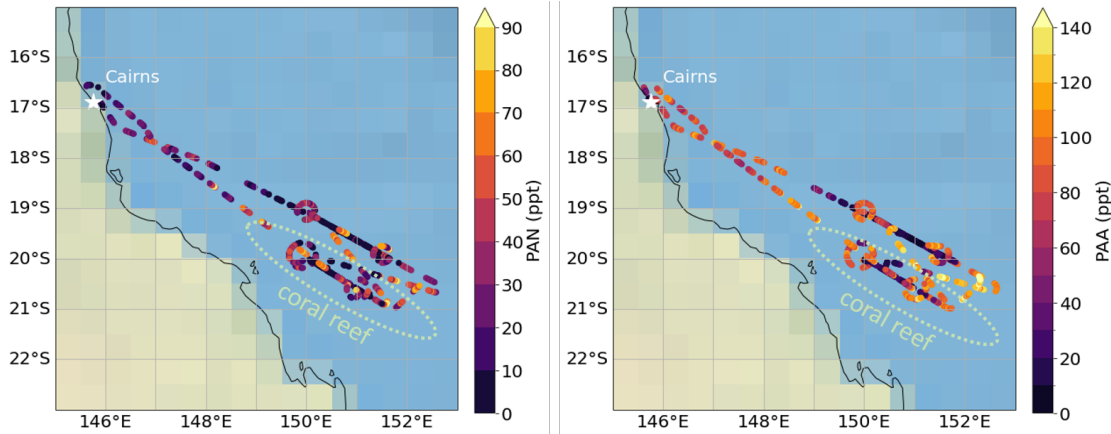 16°S
17°S
18°S
19°S
20°S
21°S
22°S
146°E 148°E 150°E 152°E
Cairns
coral reef
90
80
70
60
50
40
30
20
10
0
PAN (ppt)
16°S
17°S
18°S
19°S
20°S
21°S
22°S
146°E 148°E 150°E 152°E
Cairns
coral reef
140
120
100
80
60
40
20
0
PAA (ppt)